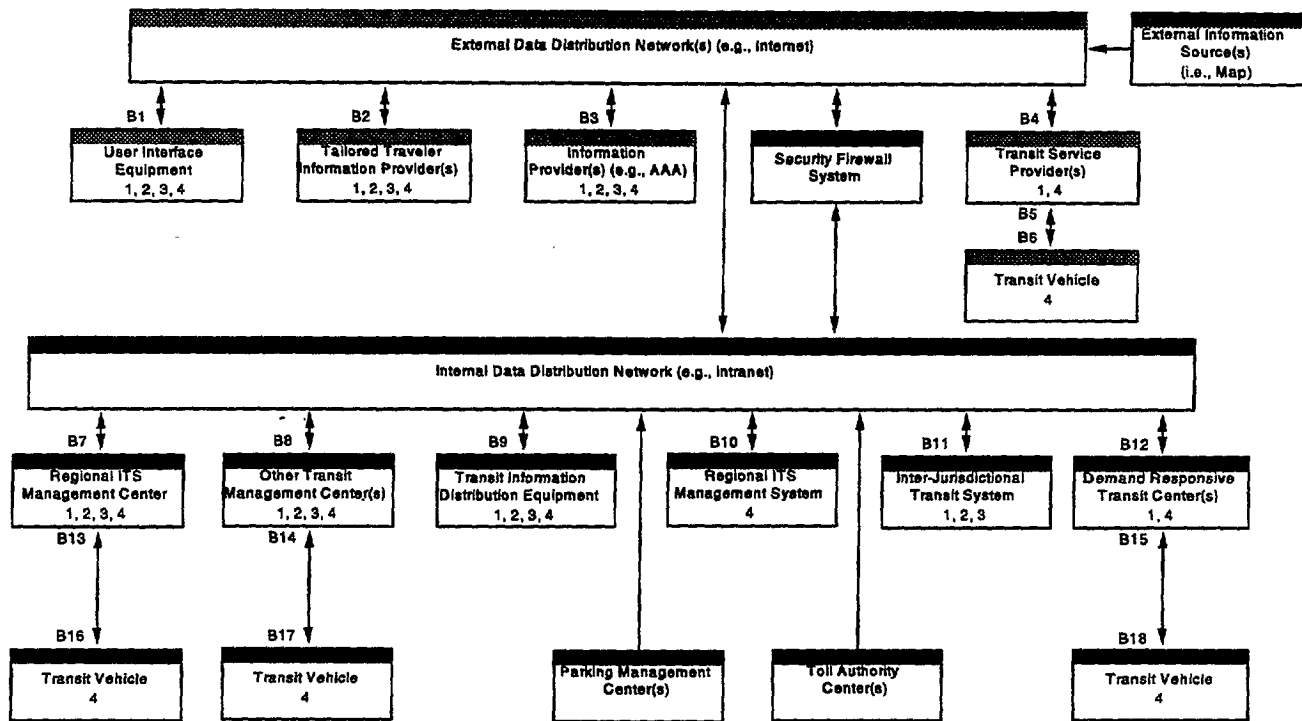 External Data Distribution Network(s) (e.g., Internet)
External Information
Source(s)
(i.e., Map)
B1
B2
B3
B4
User Interface
Equipment
1, 2, 3, 4
Tailored Traveler
Information Provider(s)
1, 2, 3, 4
Information
Provider(s) (e.g., AAA)
1, 2, 3, 4
Security Firewall
System
Transit Service
Provider(s)
1, 4
B5
B6
Transit Vehicle
4
Internal Data Distribution Network (e.g., Intranet)
B7
B8
B9
B10
B11
B12
Regional ITS
Management Center
1, 2, 3, 4
Other Transit
Management Center(s)
1, 2, 3, 4
Transit Information
Distribution Equipment
1, 2, 3, 4
Regional ITS
Management System
4
Inter-Jurisdictional
Transit System
1, 2, 3
Demand Responsive
Transit Center(s)
1, 4
B13
B14
B15
B16
B17
B18
Transit Vehicle
4
Transit Vehicle
4
Parking Management
Center(s)
Toll Authority
Center(s)
Transit Vehicle
4